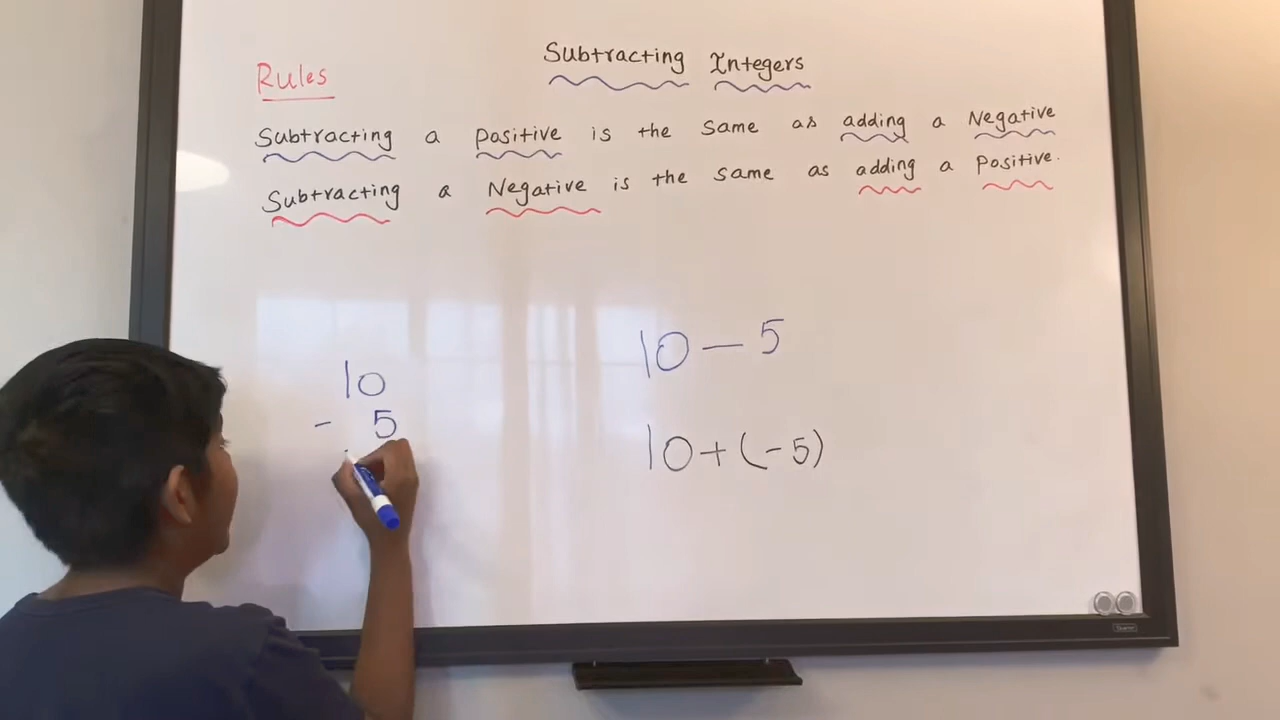 Subtracting Integers
Rules
Subtracting a positive is the same as adding a Negative
Subtracting a Negative is the same as adding a Positive.
10 - 5
10
- 5
10+(-5)